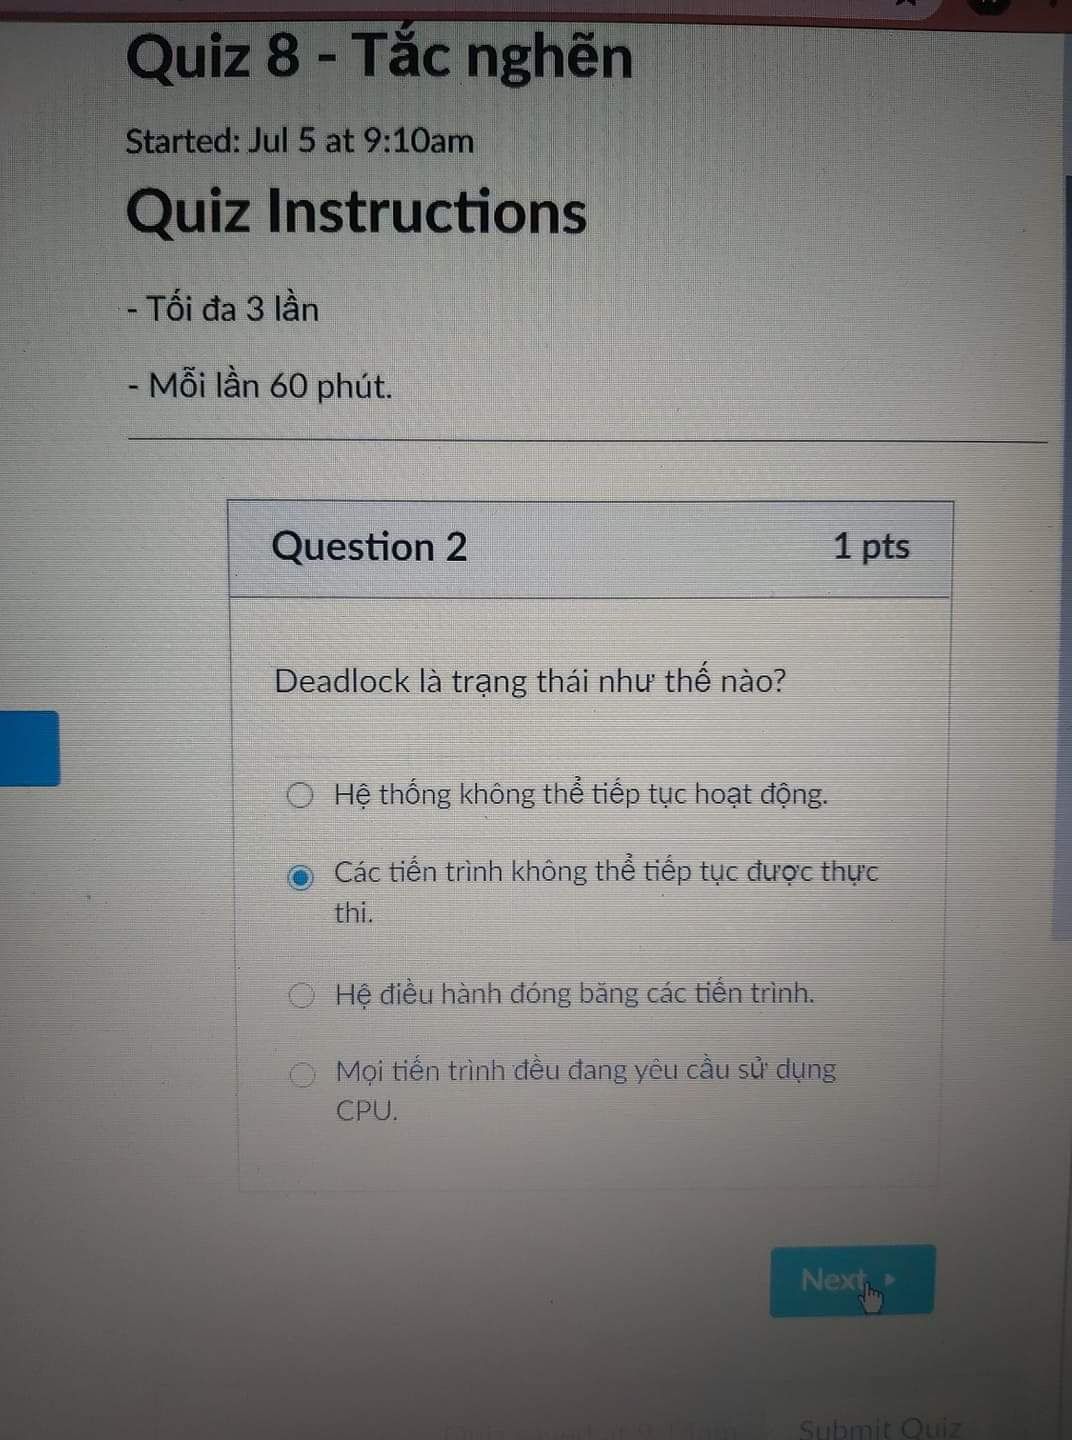 Quiz 8 - Tắc nghẽn
Started: Jul 5 at 9:10am
Quiz Instructions
- Tối đa 3 lần
- Mỗi lần 60 phút.
Question 2 1 pts
Deadlock là trạng thái như thế nào?
Hệ thống không thể tiếp tục hoạt động.
Các tiến trình không thể tiếp tục được thực
thi.
Hệ điều hành đóng băng các tiến trình.
Mọi tiến trình đều đang yêu cầu sử dụng
CPU.
Next
Submit Quiz